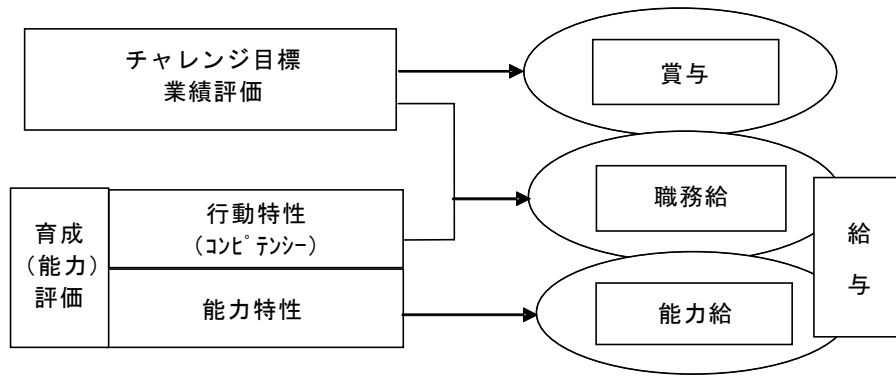 チャレンジ目標
業績評価
賞与
育成
(能力)
評価
行動特性
(ｺﾝﾋﾟﾃﾝｼｰ)
能力特性
職務給
能力給
給
与